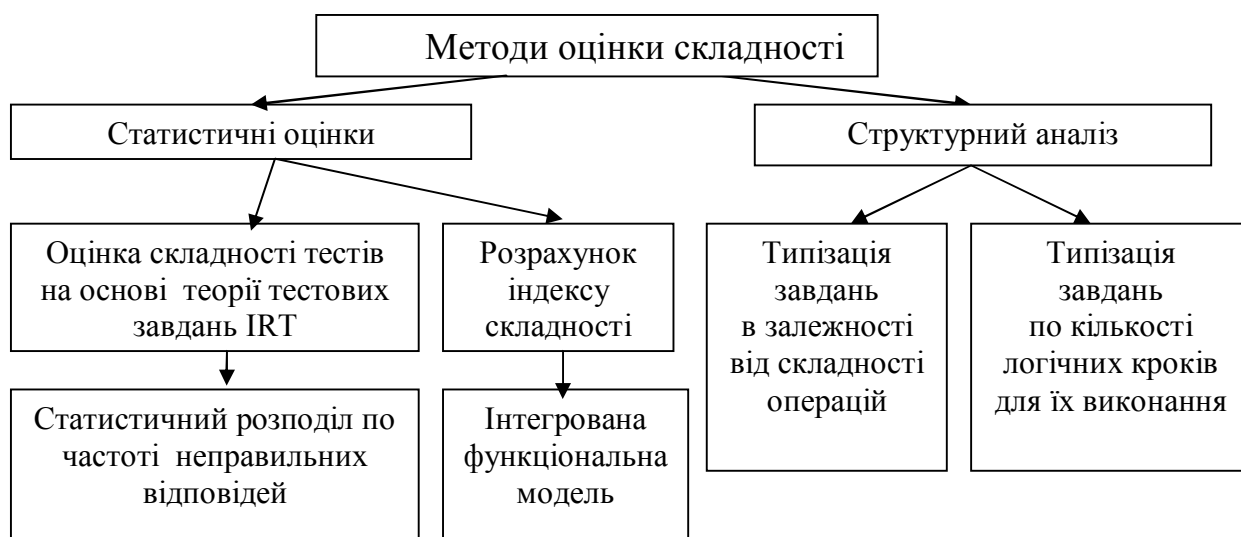 Методи оцінки складності
Статистичні оцінки
Структурний аналіз
Оцінка складності тестів
на основі теорії тестових
завдань IRT
Розрахунок
індексу
складності
Типізація
завдань
в залежності
від складності
операцій
Типізація
завдань
по кількості
логічних кроків
для їх виконання
Статистичний розподіл по
частоті неправильних
відповідей
Інтегрована
функціональна
модель